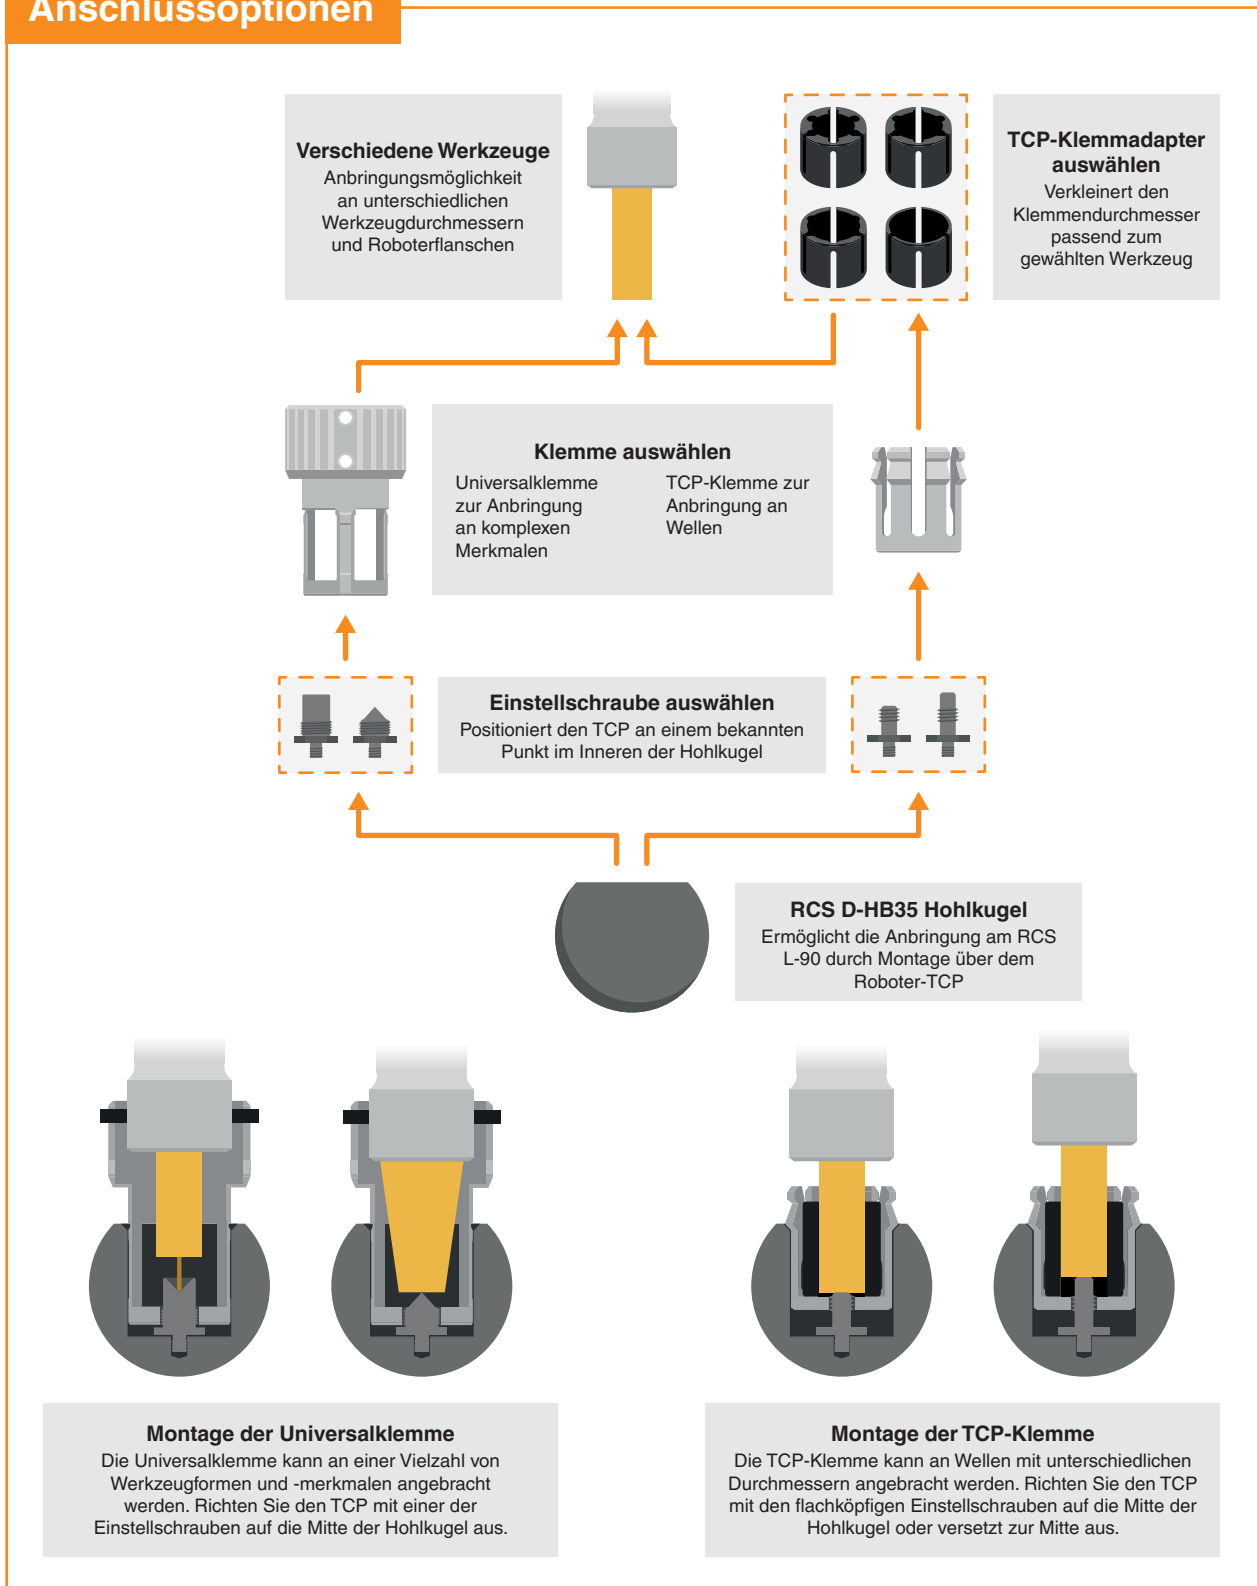 Anschlussoptionen
Verschiedene Werkzeuge
Anbringungsmöglichkeit
an unterschiedlichen
Werkzeugdurchmessern
und Roboterflanschen
TCP-Klemmadapter
auswählen
Verkleinert den
Klemmendurchmesser
passend zum
gewählten Werkzeug
Klemme auswählen
Universalklemme
zur Anbringung
an komplexen
Merkmalen
TCP-Klemme zur
Anbringung an
Wellen
Einstellschraube auswählen
Positioniert den TCP an einem bekannten
Punkt im Inneren der Hohlkugel
RCS D-HB35 Hohlkugel
Ermöglicht die Anbringung am RCS
L-90 durch Montage über dem
Roboter-TCP
Montage der Universalklemme
Die Universalklemme kann an einer Vielzahl von
Werkzeugformen und -merkmalen angebracht
werden. Richten Sie den TCP mit einer der
Einstellschrauben auf die Mitte der Hohlkugel aus.
Montage der TCP-Klemme
Die TCP-Klemme kann an Wellen mit unterschiedlichen
Durchmessern angebracht werden. Richten Sie den TCP
mit den flachköpfigen Einstellschrauben auf die Mitte der
Hohlkugel oder versetzt zur Mitte aus.